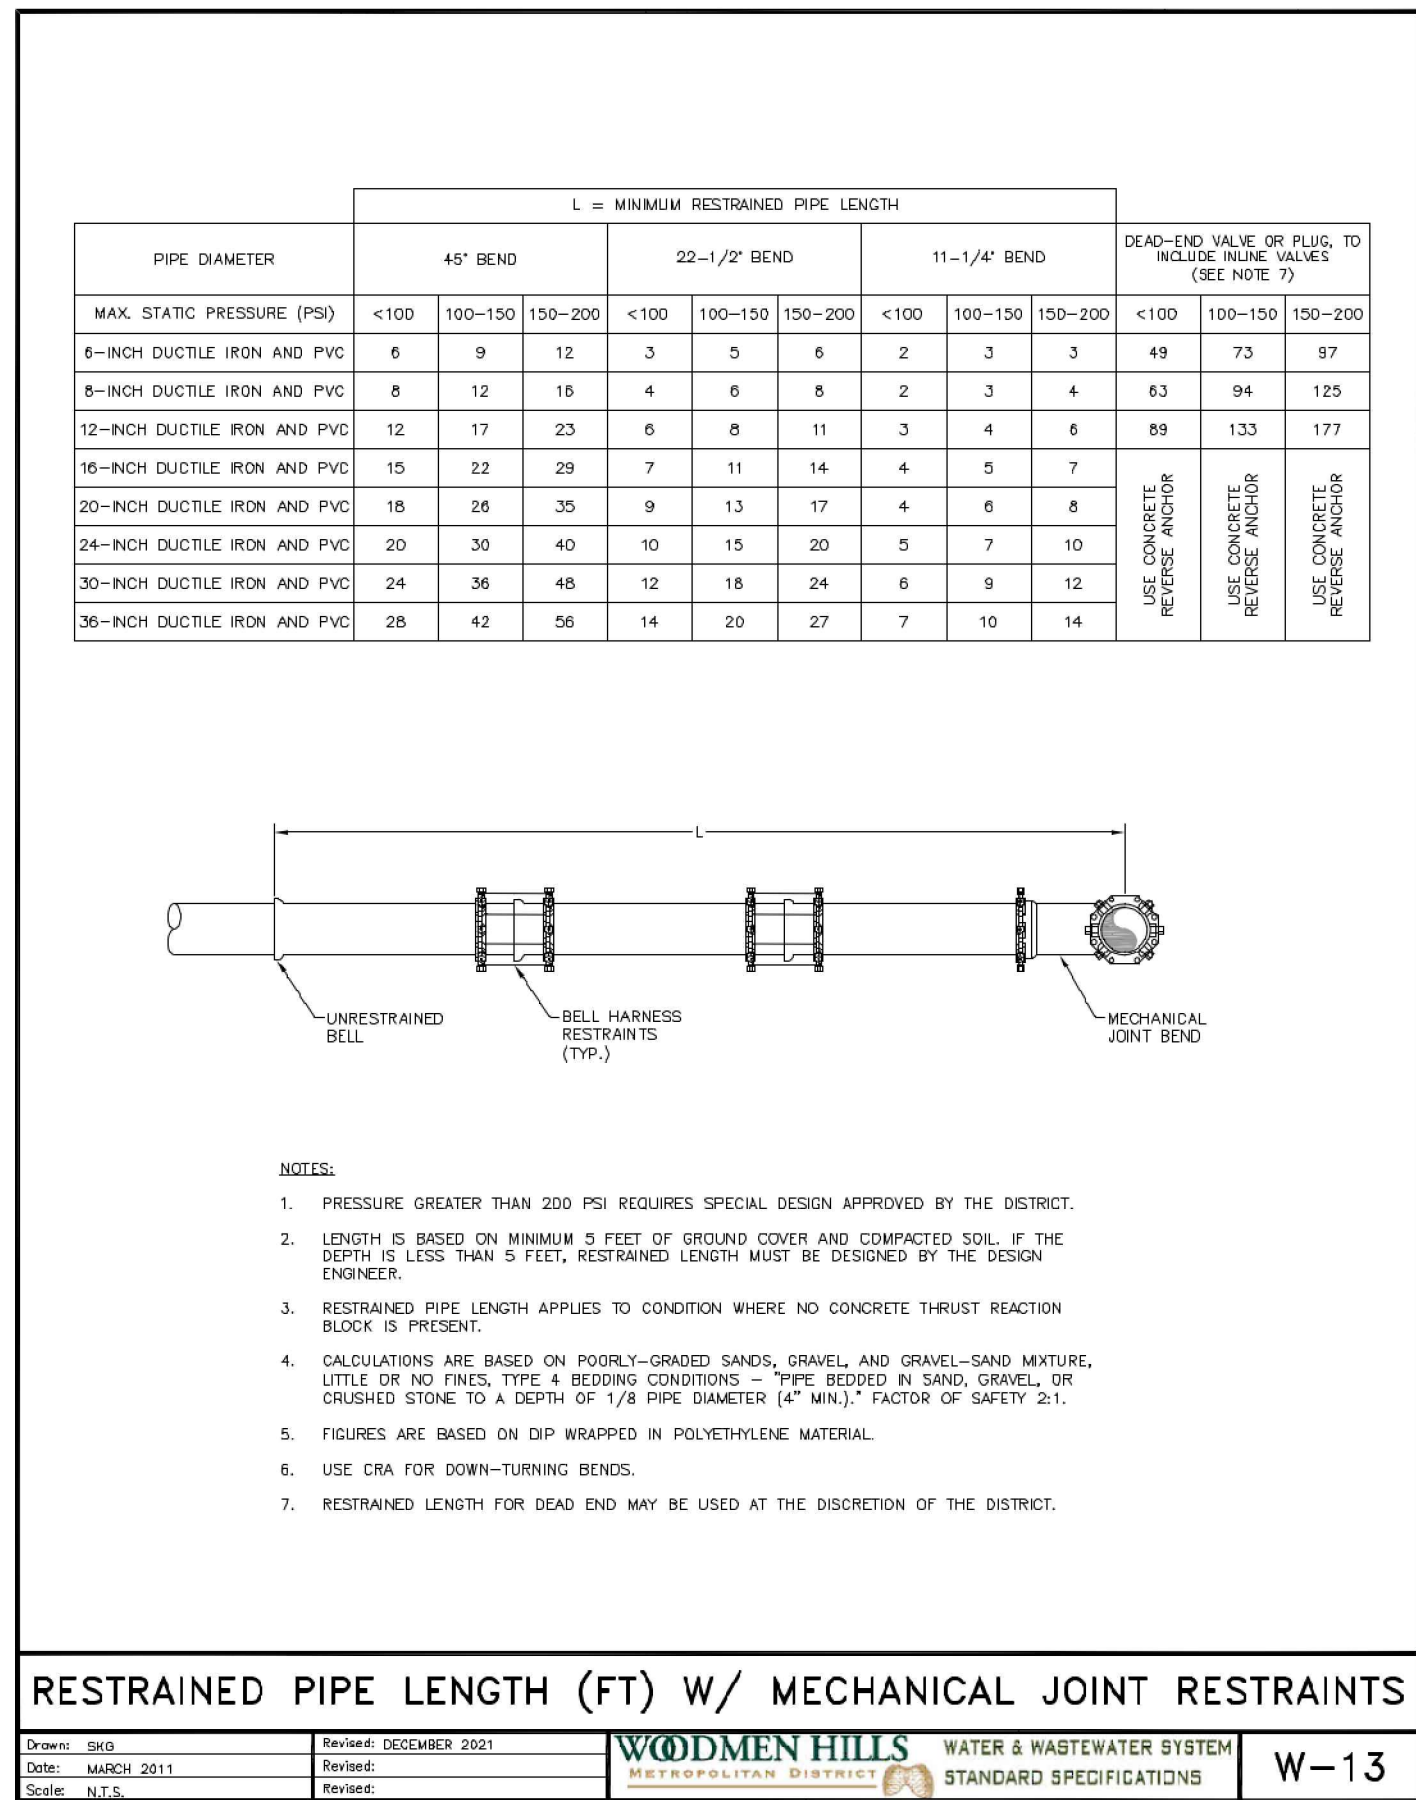 L = MINIMUM RESTRAINED PIPE LENGTH
PIPE DIAMETER 45° BEND 22-1/2° BEND 11-1/4° BEND DEAD-END VALVE OR PLUG, TO
INCLUDE INLINE VALVES
(SEE NOTE 7)
MAX. STATIC PRESSURE (PSI) <100 100-150 150-200 <100 100-150 150-200 <100 100-150 150-200 <100 100-150 150-200
6-INCH DUCTILE IRON AND PVC 6 9 12 3 5 6 2 3 3 49 73 97
8-INCH DUCTILE IRON AND PVC 8 12 16 4 6 8 2 3 4 63 94 125
12-INCH DUCTILE IRON AND PVC 12 17 23 6 8 11 3 4 6 89 133 177
16-INCH DUCTILE IRON AND PVC 15 22 29 7 11 14 4 5 7
20-INCH DUCTILE IRON AND PVC 18 26 35 9 13 17 4 6 8
24-INCH DUCTILE IRON AND PVC 20 30 40 10 15 20 5 7 10
30-INCH DUCTILE IRON AND PVC 24 36 48 12 18 24 6 9 12
36-INCH DUCTILE IRON AND PVC 28 42 56 14 20 27 7 10 14
USE CONCRETE
REVERSE ANCHOR
USE CONCRETE
REVERSE ANCHOR
USE CONCRETE
REVERSE ANCHOR
L
UNRESTRAINED
BELL
BELL HARNESS
RESTRAINTS
(TYP.)
MECHANICAL
JOINT BEND
NOTES:
1. PRESSURE GREATER THAN 200 PSI REQUIRES SPECIAL DESIGN APPROVED BY THE DISTRICT.
2. LENGTH IS BASED ON MINIMUM 5 FEET OF GROUND COVER AND COMPACTED SOIL. IF THE
DEPTH IS LESS THAN 5 FEET, RESTRAINED LENGTH MUST BE DESIGNED BY THE DESIGN
ENGINEER.
3. RESTRAINED PIPE LENGTH APPLIES TO CONDITION WHERE NO CONCRETE THRUST REACTION
BLOCK IS PRESENT.
4. CALCULATIONS ARE BASED ON POORLY-GRADED SANDS, GRAVEL, AND GRAVEL-SAND MIXTURE,
LITTLE OR NO FINES, TYPE 4 BEDDING CONDITIONS - "PIPE BEDDED IN SAND, GRAVEL, OR
CRUSHED STONE TO A DEPTH OF 1/8 PIPE DIAMETER (4" MIN.)." FACTOR OF SAFETY 2:1.
5. FIGURES ARE BASED ON DIP WRAPPED IN POLYETHYLENE MATERIAL.
6. USE CRA FOR DOWN-TURNING BENDS.
7. RESTRAINED LENGTH FOR DEAD END MAY BE USED AT THE DISCRETION OF THE DISTRICT.
RESTRAINED PIPE LENGTH (FT) W/ MECHANICAL JOINT RESTRAINTS
Drawn: SKG
Date: MARCH 2011
Scale: N.T.S.
Revised: DECEMBER 2021
Revised:
Revised:
WOODMEN HILLS
METROPOLITAN DISTRICT
WATER & WASTEWATER SYSTEM
STANDARD SPECIFICATIONS
W-13